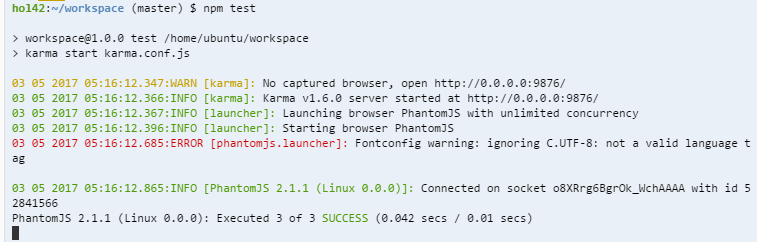 hol42:~/workspace (master) $ npm test
> workspace@1.0.0 test /home/ubuntu/workspace
> karma start karma.conf.js
03 05 2017 05:16:12.347:WARN [karma]: No captured browser, open http://0.0.0.0:9876/
03 05 2017 05:16:12.366:INFO [karma]: Karma v1.6.0 server started at http://0.0.0.0:9876/
03 05 2017 05:16:12.367:INFO [launcher]: Launching browser PhantomJS with unlimited concurrency
03 05 2017 05:16:12.396:INFO [launcher]: Starting browser PhantomJS
03 05 2017 05:16:12.685:ERROR [phantomjs.launcher]: Fontconfig warning: ignoring C.UTF-8: not a valid language t
ag
03 05 2017 05:16:12.865:INFO [PhantomJS 2.1.1 (Linux 0.0.0)]: Connected on socket o8XRrg6BgrOk_WchAAAA with id 5
2841566
PhantomJS 2.1.1 (Linux 0.0.0): Executed 3 of 3 SUCCESS (0.042 secs / 0.01 secs)